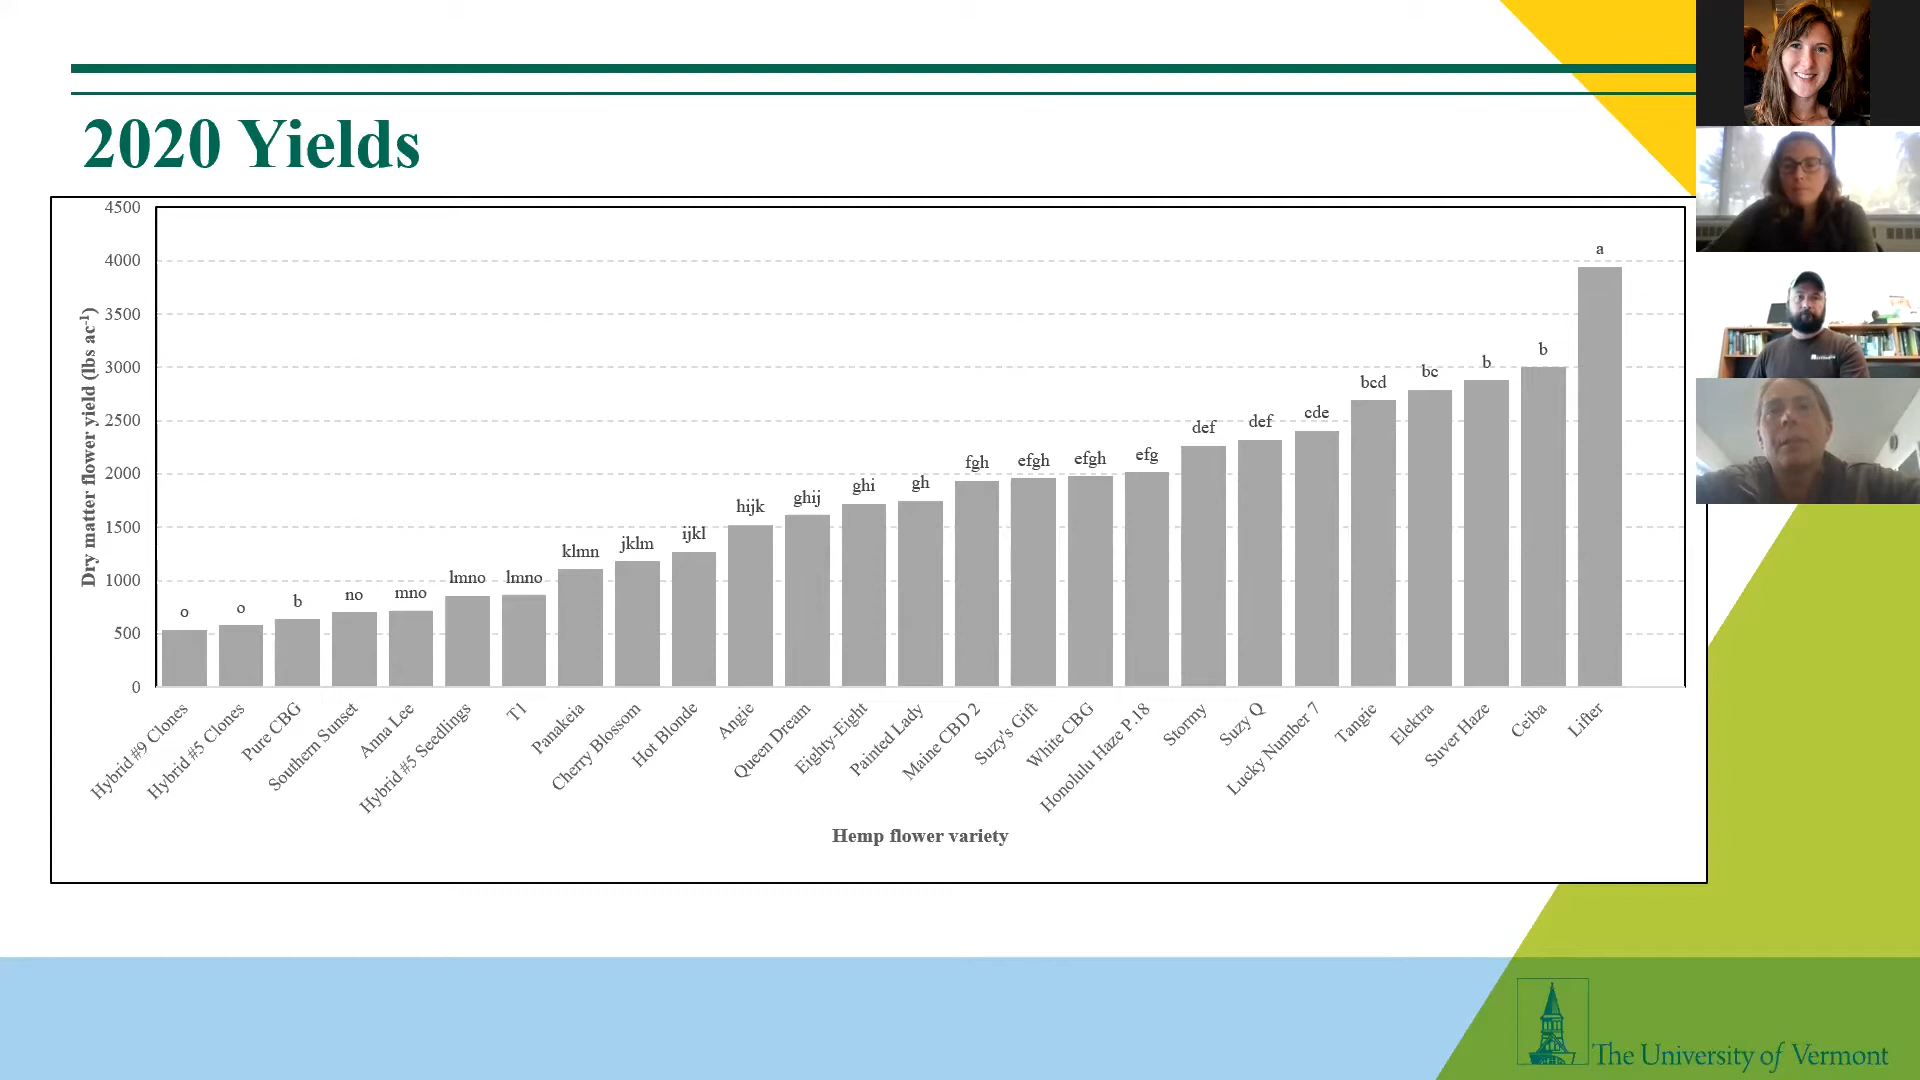 2020 Yields
4500
4000
3500
3000
2500
2000
1500
1000
500
0
Dry matter flower yield (lbs ac⁻¹)
o
o
b
no
mno
lmno
lmno
klmn
jklm
ijkl
hijk
ghij
ghi
gh
fgh
efgh
efgh
efg
def
def
cde
bcd
bc
b
b
a
Hybrid #9 Clones
Hybrid #5 Clones
Pure CBG
Southern Sunset
Anna Lee
Hybrid #5 Seedlings
T1
Panakeia
Cherry Blossom
Hot Blonde
Angie
Queen Dream
Eighty-Eight
Painted Lady
Maine CBD 2
Suzy's Gift
White CBG
Honolulu Haze P.18
Stormy
Suzy Q
Lucky Number 7
Tangie
Elektra
Suver Haze
Ceiba
Lifter
Hemp flower variety
The University of Vermont